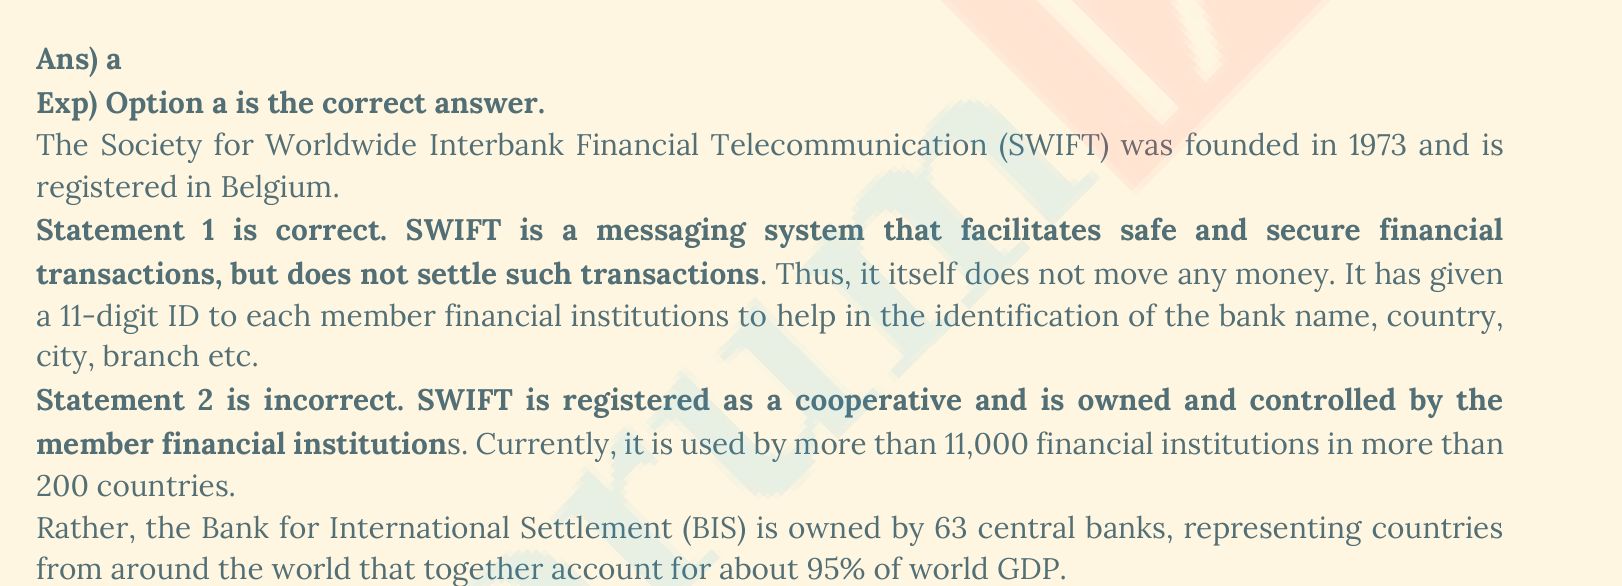 Ans) a
Exp) Option a is the correct answer.
The Society for Worldwide Interbank Financial Telecommunication (SWIFT) was founded in 1973 and is
registered in Belgium.
Statement 1 is correct. SWIFT is a messaging system that facilitates safe and secure financial
transactions, but does not settle such transactions. Thus, it itself does not move any money. It has given
a 11-digit ID to each member financial institutions to help in the identification of the bank name, country,
city, branch etc.
Statement 2 is incorrect. SWIFT is registered as a cooperative and is owned and controlled by the
member financial institutions. Currently, it is used by more than 11,000 financial institutions in more than
200 countries.
Rather, the Bank for International Settlement (BIS) is owned by 63 central banks, representing countries
from around the world that together account for about 95% of world GDP.